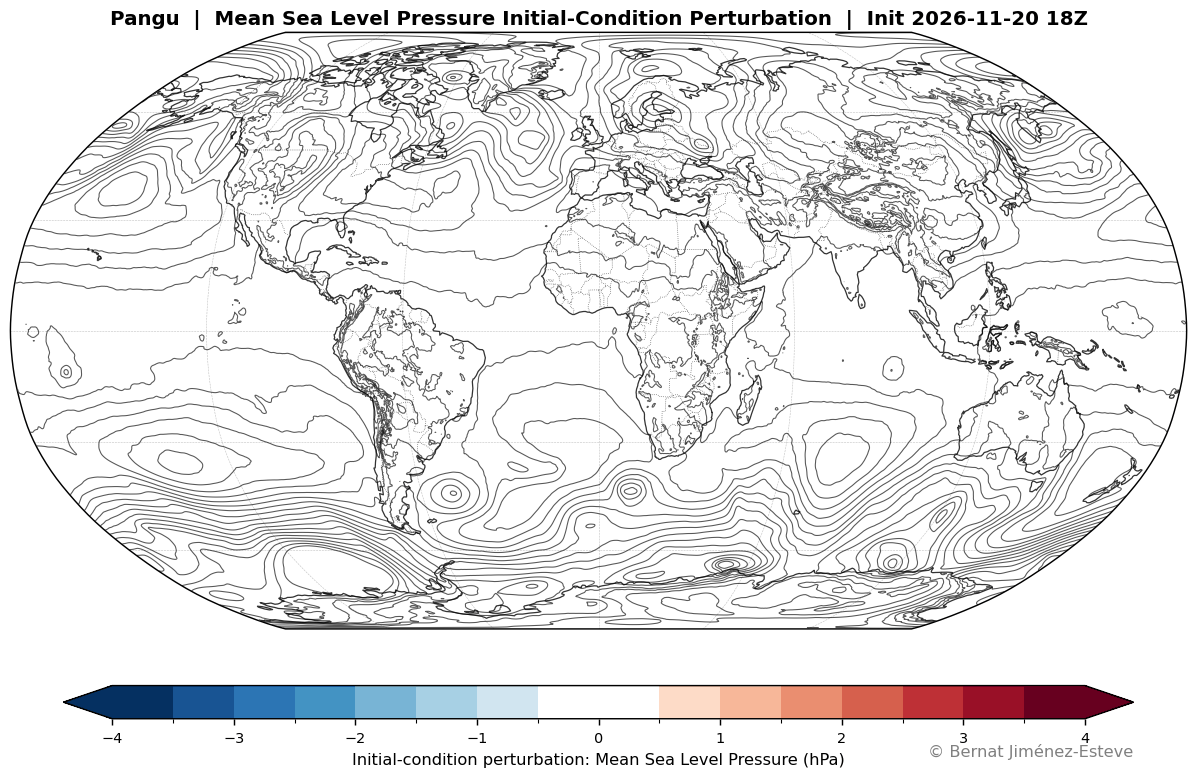 Pangu | Mean Sea Level Pressure Initial-Condition Perturbation | Init 2026-11-20 18Z
−4 −3 −2 −1 0 1 2 3 4
© Bernat Jiménez-Esteve
Initial-condition perturbation: Mean Sea Level Pressure (hPa)